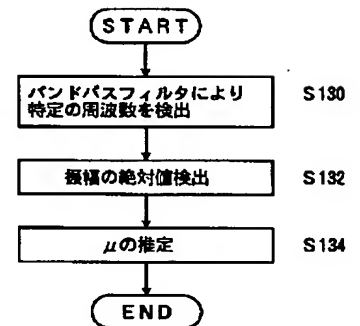 START
バンドパスフィルタにより S130
特定の周波数を検出
振幅の絶対値検出 S132
μの推定 S134
END